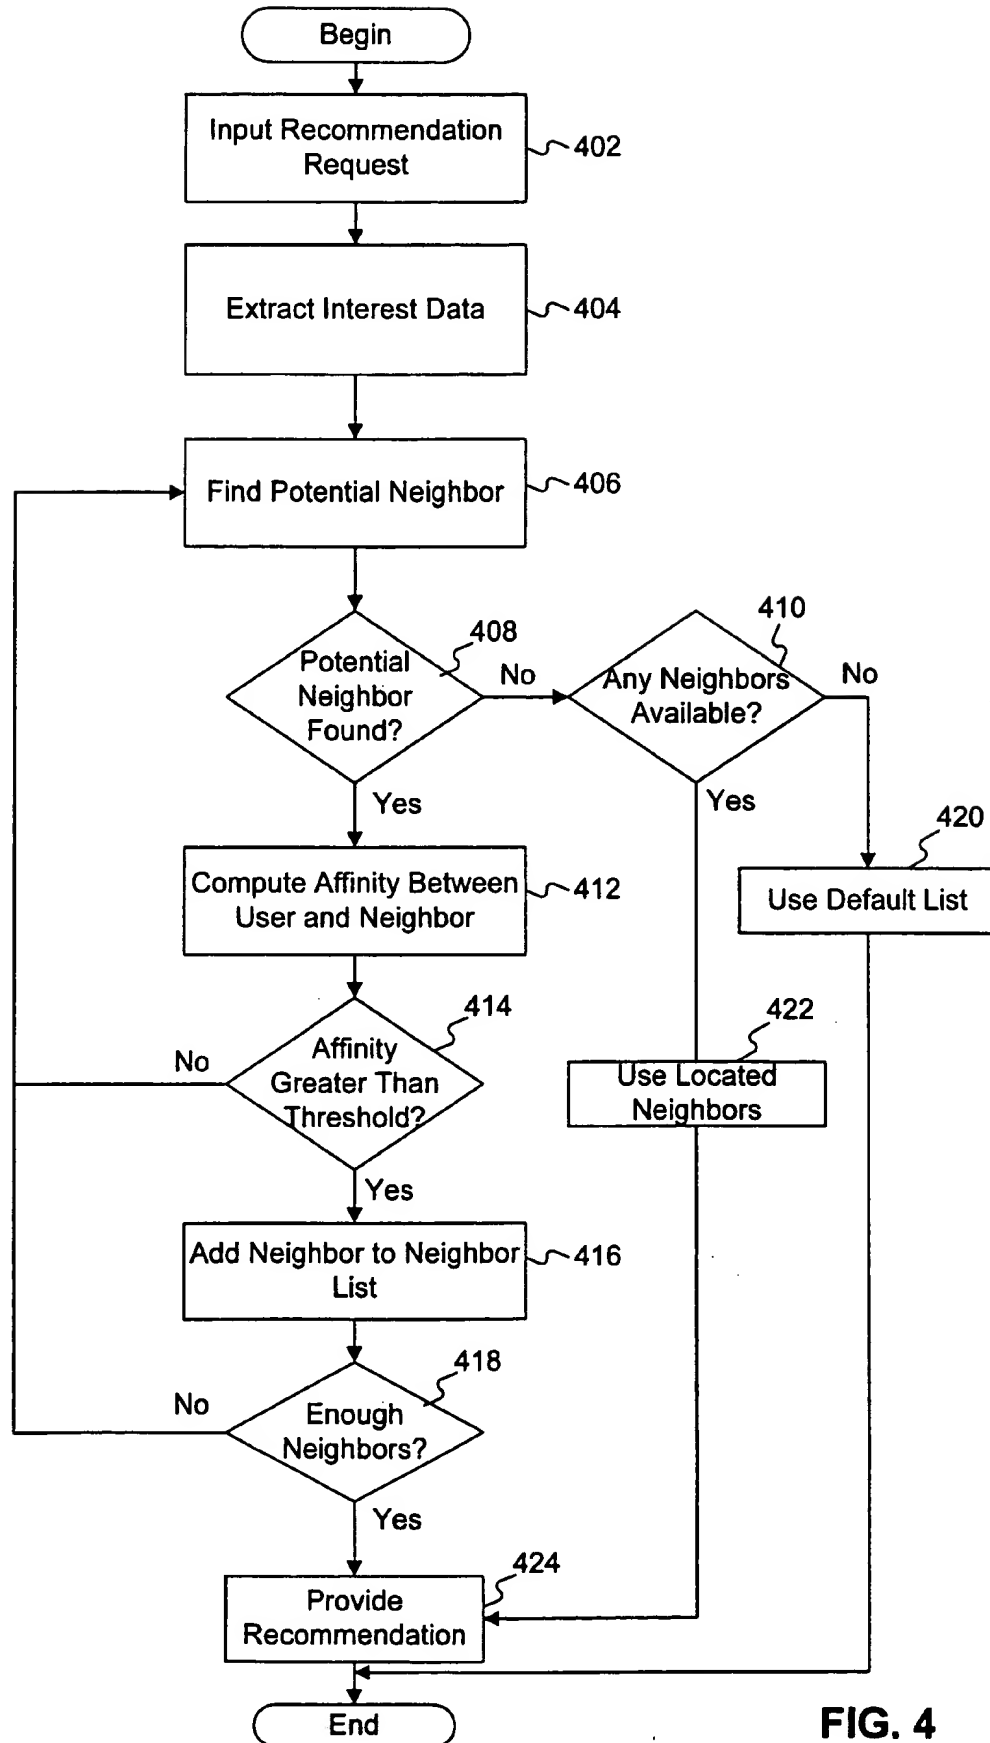 Begin
Input Recommendation
Request
402
Extract Interest Data
404
Find Potential Neighbor
406
Potential
Neighbor
Found?
408
No
Yes
Any Neighbors
Available?
410
No
Yes
Compute Affinity Between
User and Neighbor
412
Use Default List
420
Affinity
Greater Than
Threshold?
414
No
Yes
Use Located
Neighbors
422
Add Neighbor to Neighbor
List
416
Enough
Neighbors?
418
No
Yes
Provide
Recommendation
424
End
FIG. 4